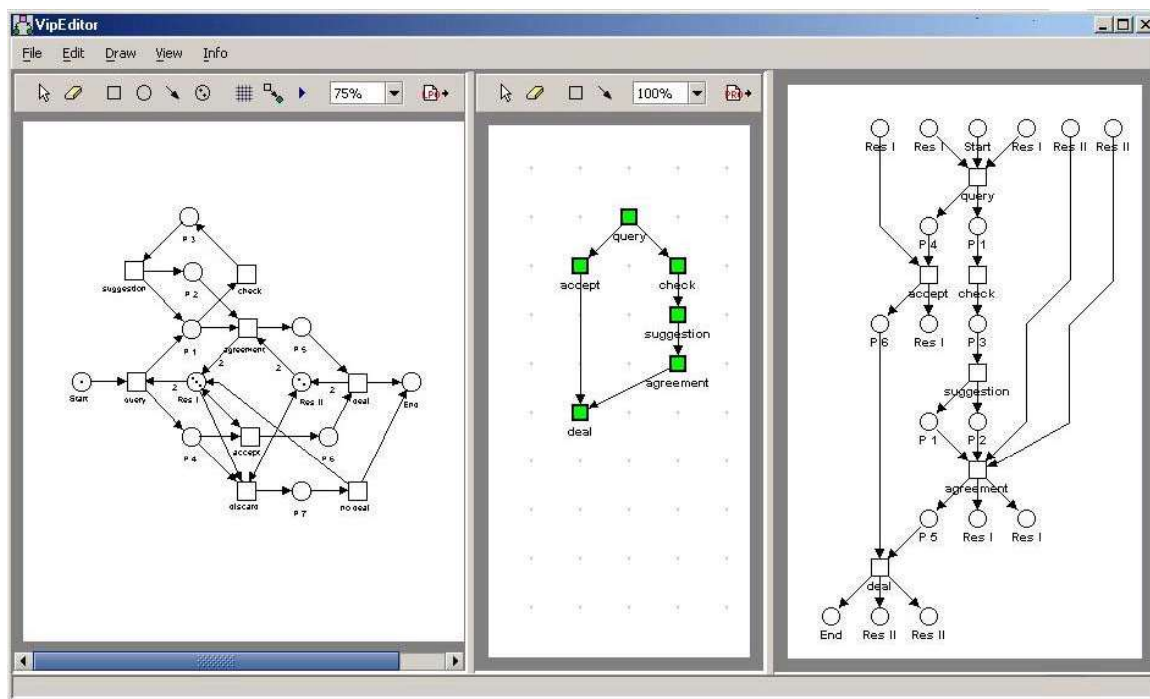 VipEditor
File Edit Draw View Info
75% LPO
P 3
suggestion P 2 check
P 1 agreement P 5
2 2
Start query 2 Res I Res II 2 deal End
P 4 accept P 6
discard P 7 no deal
100% PRO
query
accept check
suggestion
agreement
deal
Res I Res I Start Res I Res II Res II
query
P 4 P 1
accept check
P 6 Res I P 3
suggestion
P 1 P 2
agreement
P 5 Res I Res I
deal
End Res II Res II